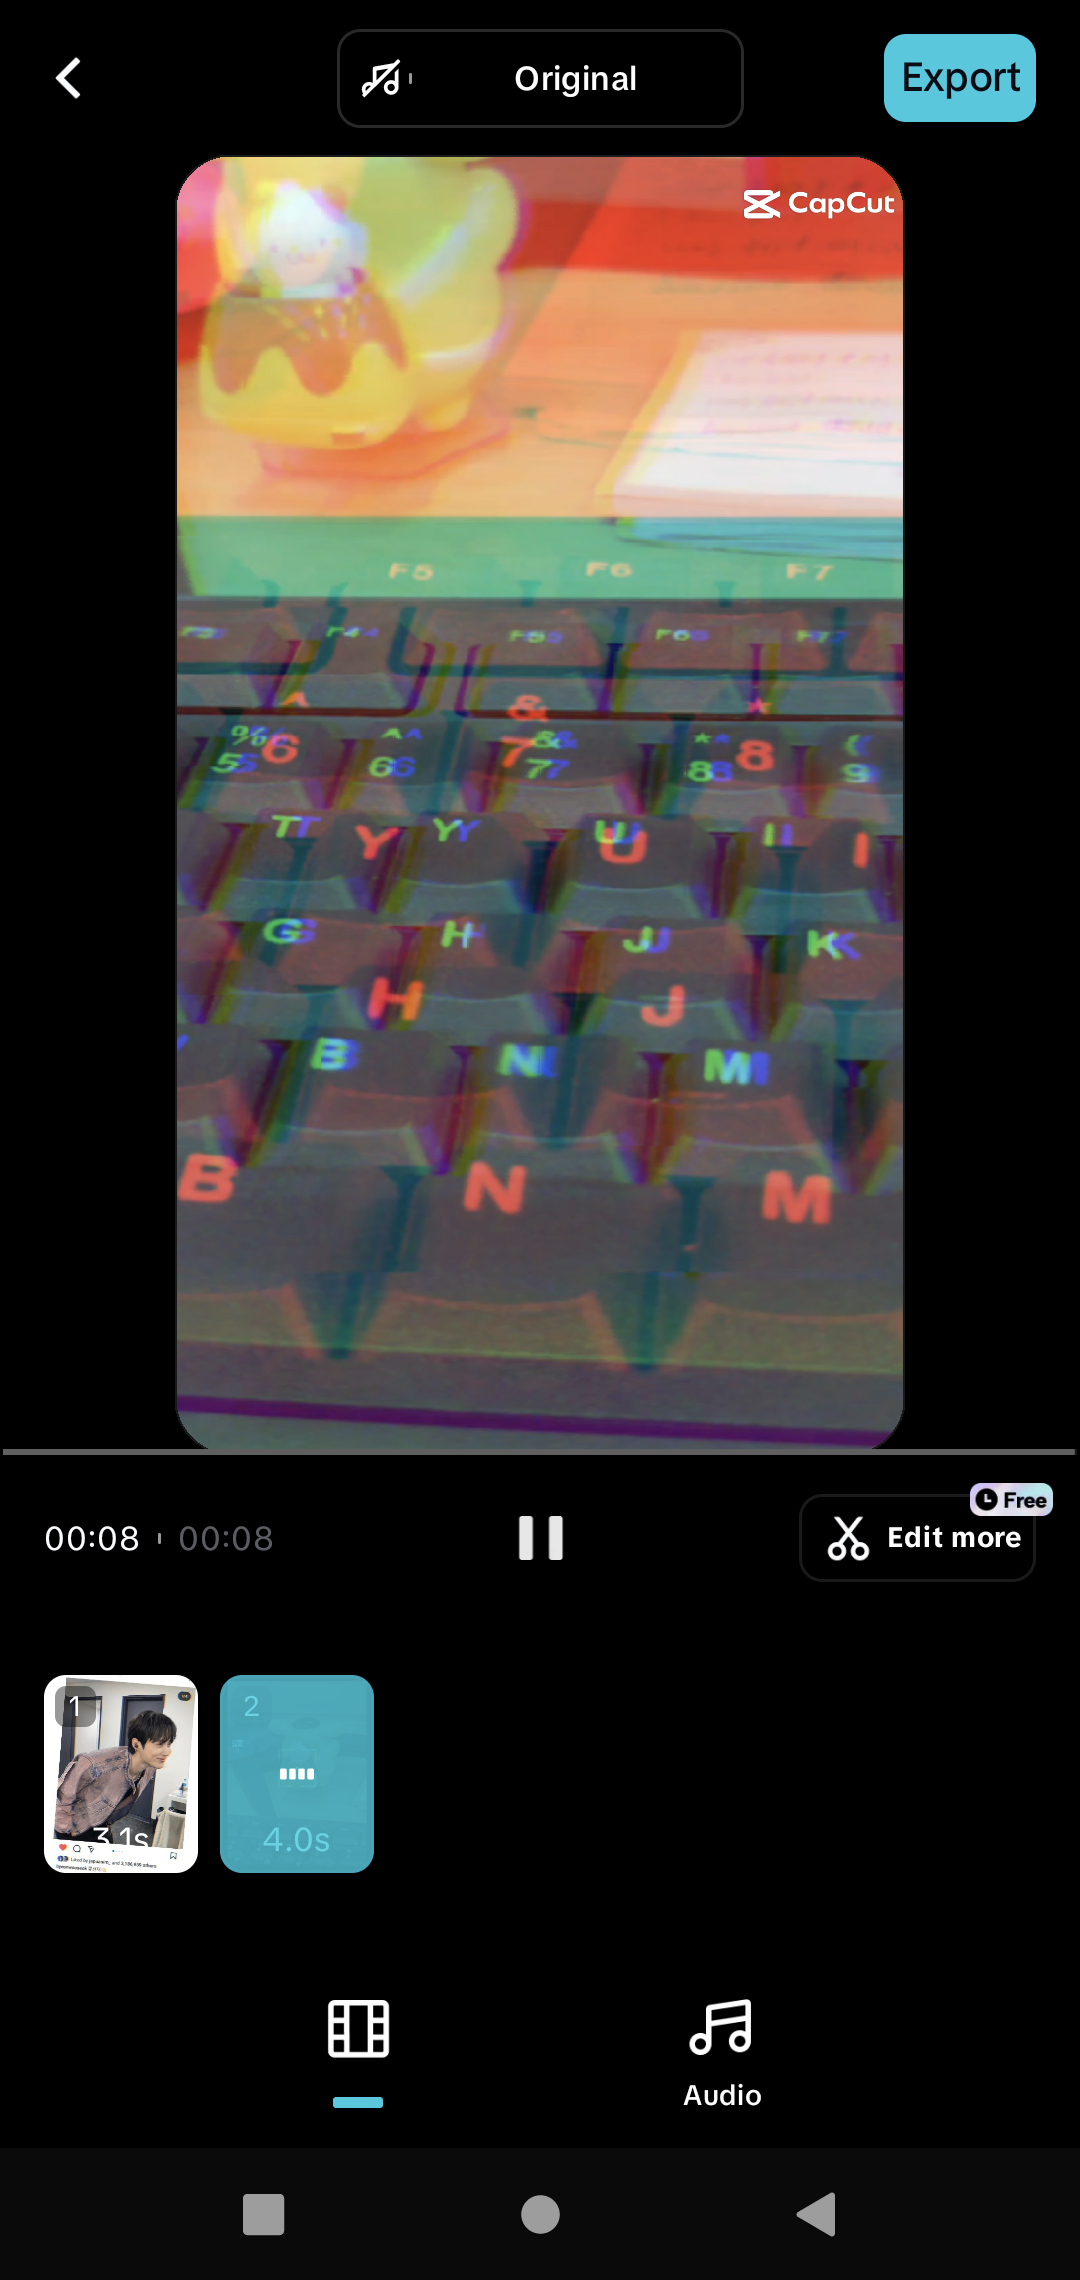 Original
Export
CapCut
F5 F6 F7
F4 F5 F6 F7
^ & *
6 7 8
% ^ & * (
5 6 7 8 9
T Y U I
Y U I
G H J K
H J
B N M
B N M
00:08 00:08
Free
Edit more
1
2
3.1s
4.0s
Audio